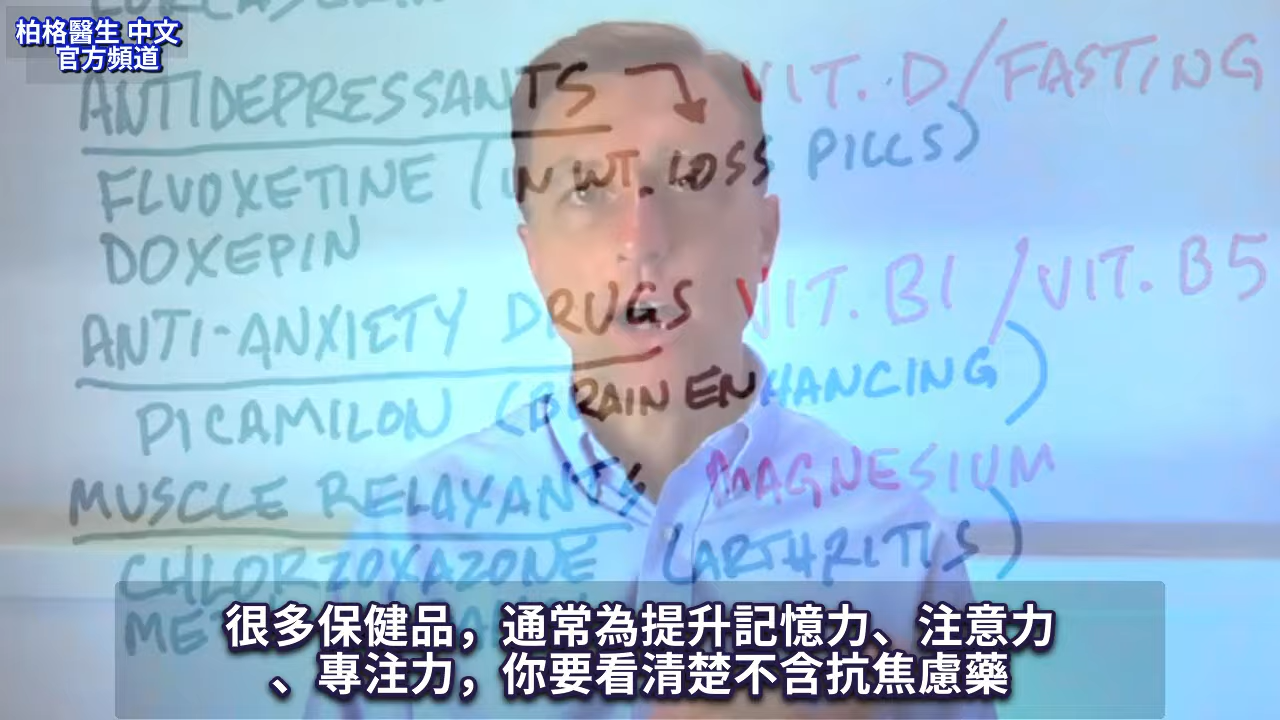 柏格醫生 中文
官方頻道
ANTIDEPRESSANTS → VIT. D/FASTING
FLUOXETINE (IN WT. LOSS PILLS)
DOXEPIN
ANTI-ANXIETY DRUGS VIT. B1 / VIT. B5
PICAMILON (BRAIN ENHANCING)
MUSCLE RELAXANTS MAGNESIUM
CHLORZOXAZONE (ARTHRITIS)
很多保健品，通常為提升記憶力、注意力
、專注力，你要看清楚不含抗焦慮藥